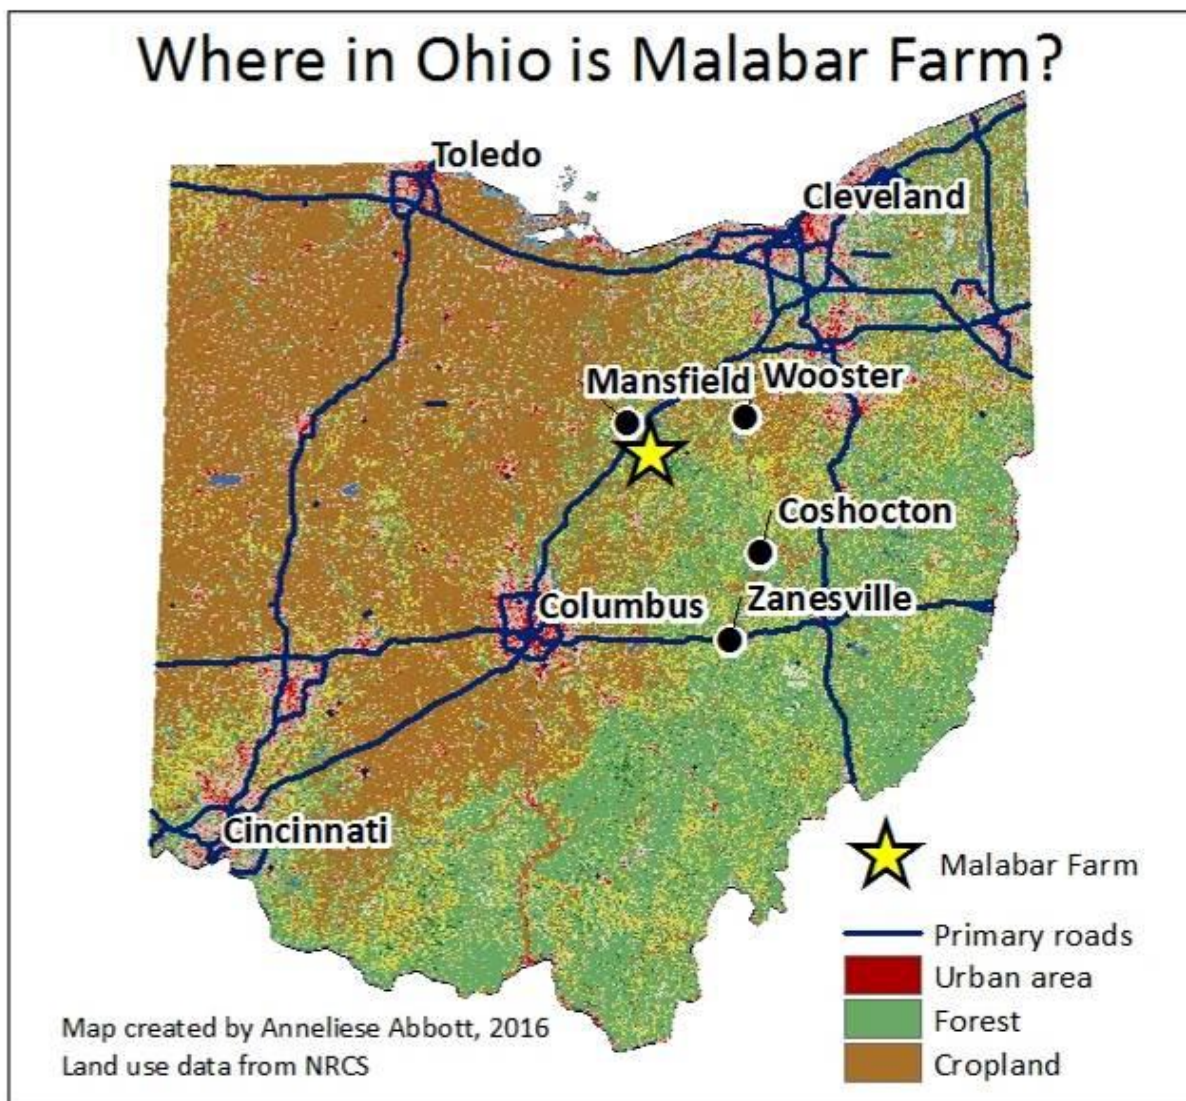 Where in Ohio is Malabar Farm?
Toledo
Cleveland
Mansfield
Wooster
Coshocton
Columbus
Zanesville
Cincinnati
Malabar Farm
Primary roads
Urban area
Forest
Cropland
Map created by Anneliese Abbott, 2016
Land use data from NRCS